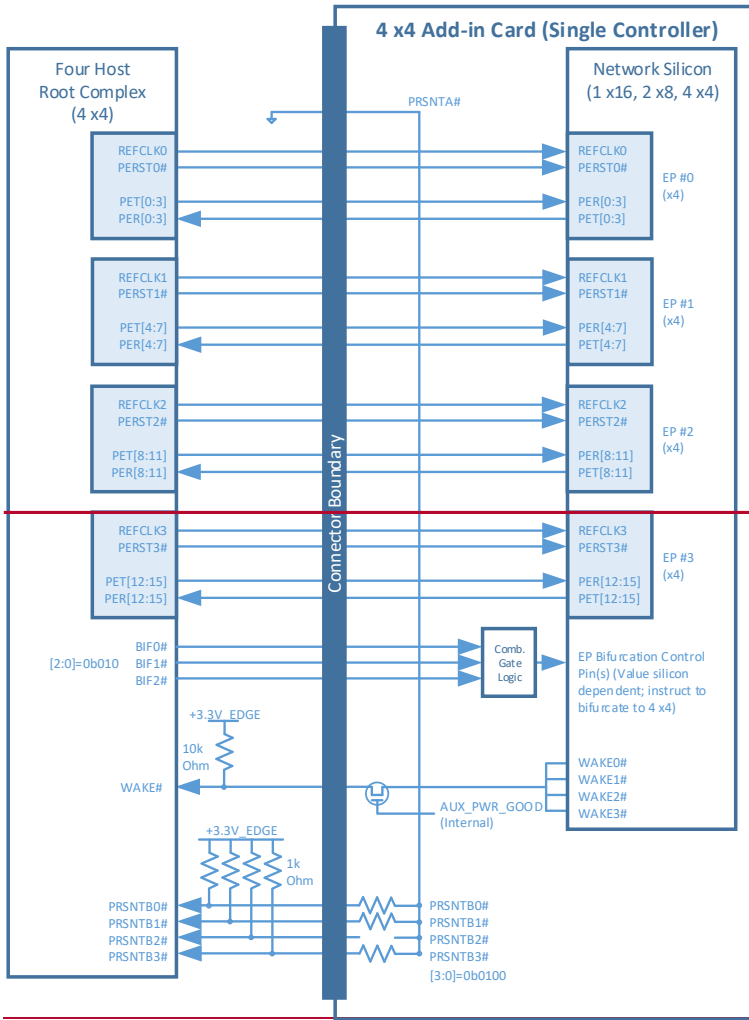 4 x4 Add-in Card (Single Controller)
Four Host
Root Complex
(4 x4)
Network Silicon
(1 x16, 2 x8, 4 x4)
PRSNTA#
REFCLK0
PERST0#
PET[0:3]
PER[0:3]
REFCLK0
PERST0#
PER[0:3]
PET[0:3]
EP #0
(x4)
REFCLK1
PERST1#
PET[4:7]
PER[4:7]
REFCLK1
PERST1#
PER[4:7]
PET[4:7]
EP #1
(x4)
REFCLK2
PERST2#
PET[8:11]
PER[8:11]
REFCLK2
PERST2#
PER[8:11]
PET[8:11]
EP #2
(x4)
Connector Boundary
REFCLK3
PERST3#
PET[12:15]
PER[12:15]
REFCLK3
PERST3#
PER[12:15]
PET[12:15]
EP #3
(x4)
BIF0#
BIF1#
BIF2#
[2:0]=0b010
Comb.
Gate
Logic
EP Bifurcation Control
Pin(s) (Value silicon
dependent; instruct to
bifurcate to 4 x4)
+3.3V_EDGE
10k
Ohm
WAKE#
WAKE0#
WAKE1#
WAKE2#
WAKE3#
AUX_PWR_GOOD
(Internal)
+3.3V_EDGE
1k
Ohm
PRSNTB0#
PRSNTB1#
PRSNTB2#
PRSNTB3#
PRSNTB0#
PRSNTB1#
PRSNTB2#
PRSNTB3#
[3:0]=0b0100